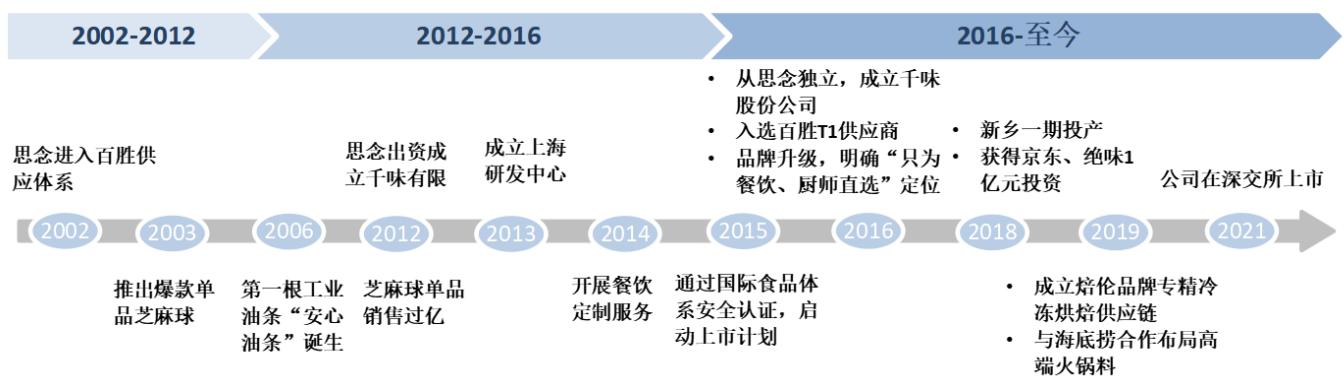 2002-2012
2012-2016
2016-至今
• 从思念独立，成立千味
股份公司
• 入选百胜T1供应商
• 品牌升级，明确“只为
餐饮、厨师直选”定位
• 新乡一期投产
• 获得京东、绝味1
亿元投资
思念进入百胜供
应体系
思念出资成
立千味有限
成立上海
研发中心
公司在深交所上市
2002
2003
2006
2012
2013
2014
2015
2016
2018
2019
2021
推出爆款单
品芝麻球
第一根工业
油条“安心
油条”诞生
芝麻球单品
销售过亿
开展餐饮
定制服务
通过国际食品体
系安全认证，启
动上市计划
• 成立焙伦品牌专精冷
冻烘焙供应链
• 与海底捞合作布局高
端火锅料